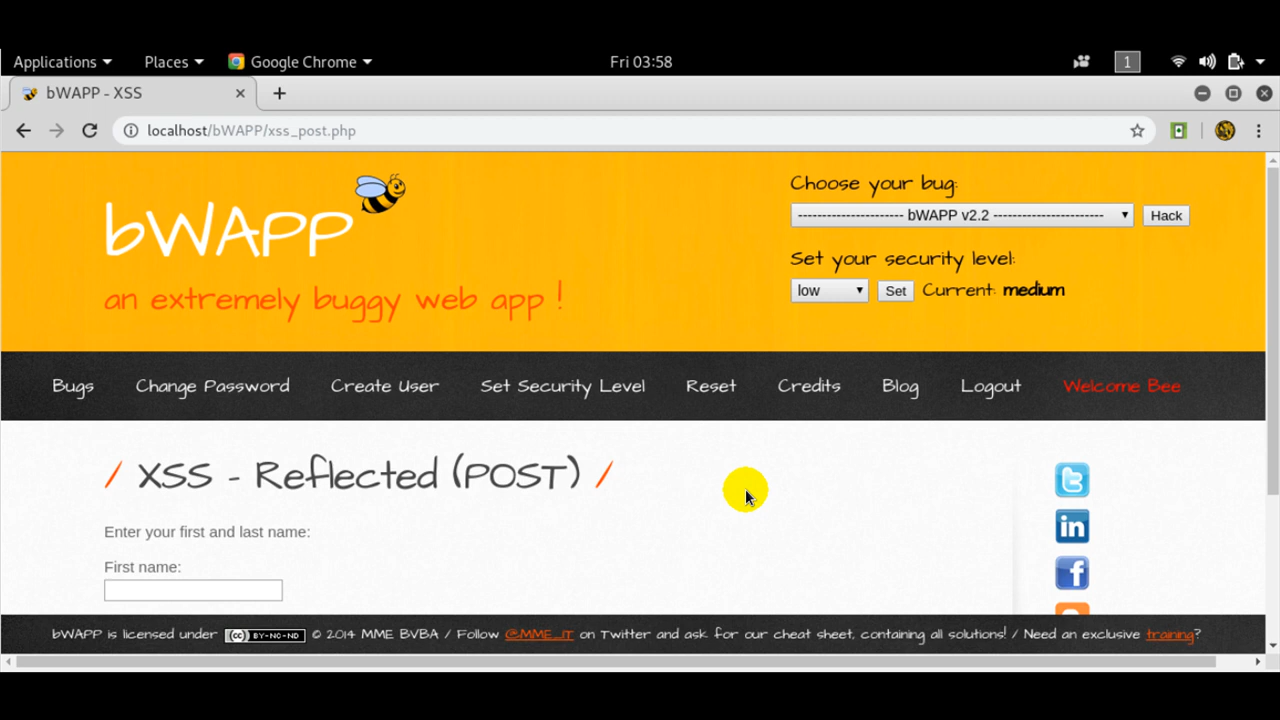 Applications Places Google Chrome Fri 03:58 1
bWAPP - XSS
localhost/bWAPP/xss_post.php
bWAPP
an extremely buggy web app !
Choose your bug:
---------------------- bWAPP v2.2 ----------------------- Hack
Set your security level:
low Set Current: medium
Bugs Change Password Create User Set Security Level Reset Credits Blog Logout Welcome Bee
/ XSS - Reflected (POST) /
Enter your first and last name:
First name:
bWAPP is licensed under (cc) BY-NC-ND © 2014 MME BVBA / Follow @MME_IT on Twitter and ask for our cheat sheet, containing all solutions! / Need an exclusive training?